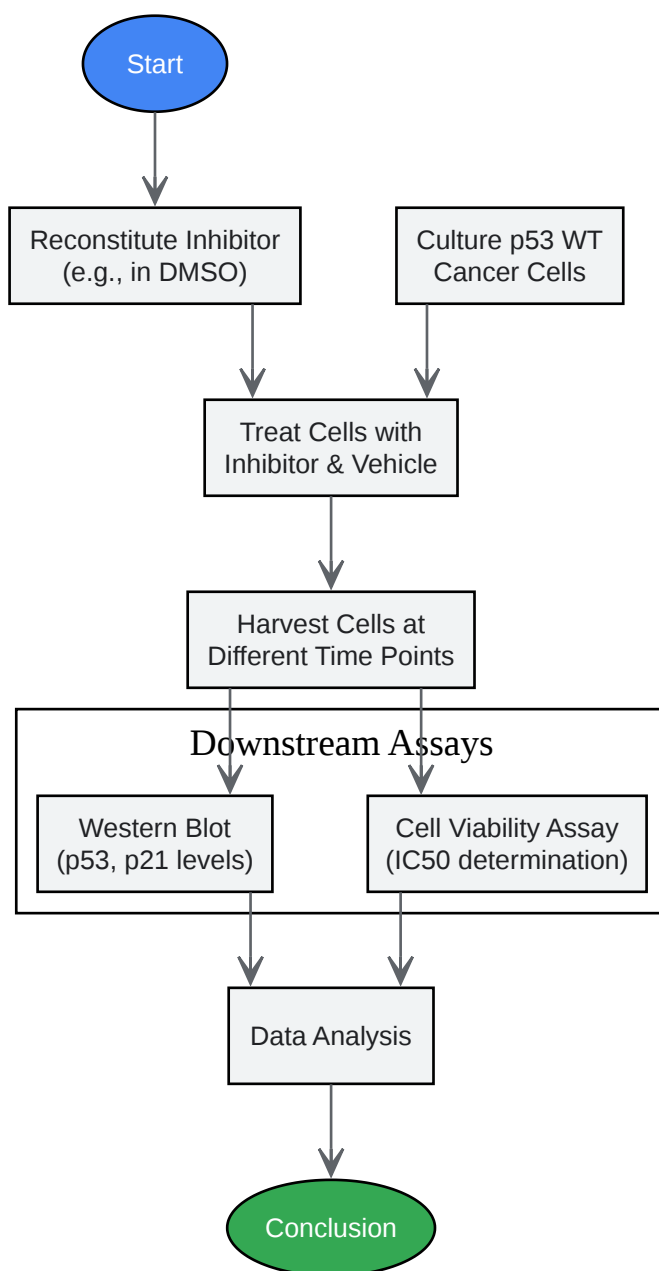 Start
Reconstitute Inhibitor
(e.g., in DMSO)
Culture p53 WT
Cancer Cells
Treat Cells with
Inhibitor & Vehicle
Harvest Cells at
Different Time Points
Downstream Assays
Western Blot
(p53, p21 levels)
Cell Viability Assay
(IC50 determination)
Data Analysis
Conclusion